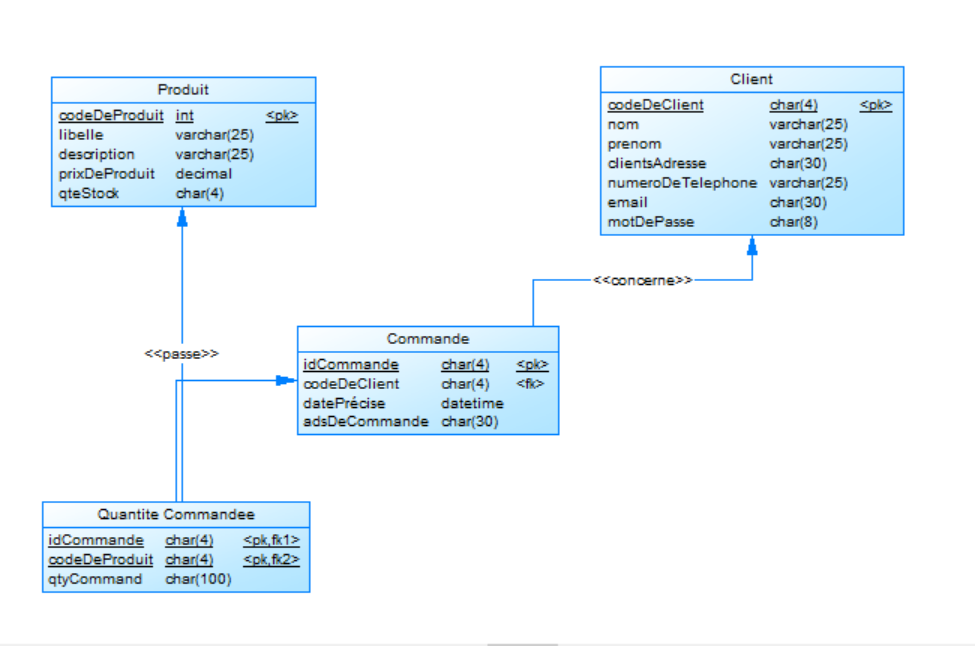 Produit
codeDeProduit int <pk>
libelle varchar(25)
description varchar(25)
prixDeProduit decimal
qteStock char(4)
Client
codeDeClient char(4) <pk>
nom varchar(25)
prenom varchar(25)
clientsAdresse char(30)
numeroDeTelephone varchar(25)
email char(30)
motDePasse char(8)
<<concerne>>
<<passe>>
Commande
idCommande char(4) <pk>
codeDeClient char(4) <fk>
datePrécise datetime
adsDeCommande char(30)
Quantite Commandee
idCommande char(4) <pk,fk1>
codeDeProduit char(4) <pk,fk2>
qtyCommand char(100)